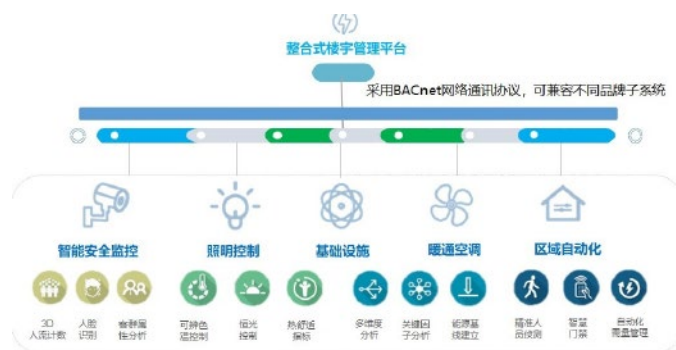 整合式楼宇管理平台
采用BACnet网络通讯协议，可兼容不同品牌子系统
智能安全监控
照明控制
基础设施
暖通空调
区域自动化
3D
人流计数
人脸
识别
客群属
性分析
可辨色
温控制
恒光
控制
热舒适
指标
多维度
分析
关键因
子分析
能源基
线建立
精准人
员侦测
智慧
门禁
自动化
需量管理